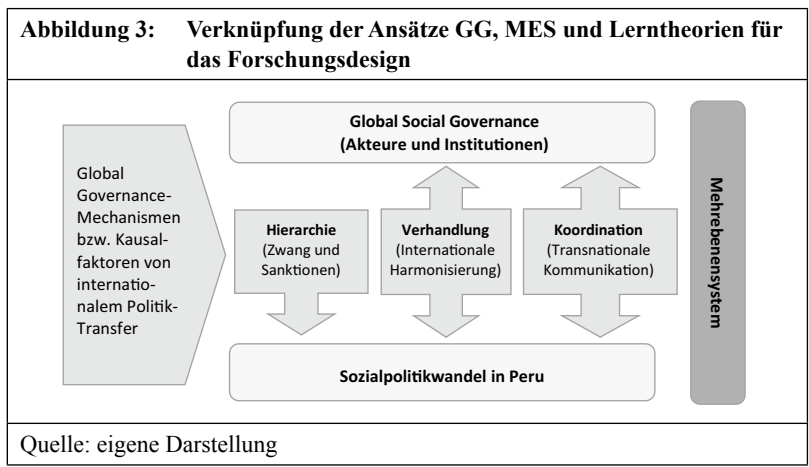 Abbildung 3: Verknüpfung der Ansätze GG, MES und Lerntheorien für
das Forschungsdesign
Global Social Governance
(Akteure und Institutionen)
Global
Governance-
Mechanismen
bzw. Kausal-
faktoren von
internatio-
nalem Politik-
Transfer
Hierarchie
(Zwang und
Sanktionen)
Verhandlung
(Internationale
Harmonisierung)
Koordination
(Transnationale
Kommunikation)
Mehrebenensystem
Sozialpolitikwandel in Peru
Quelle: eigene Darstellung